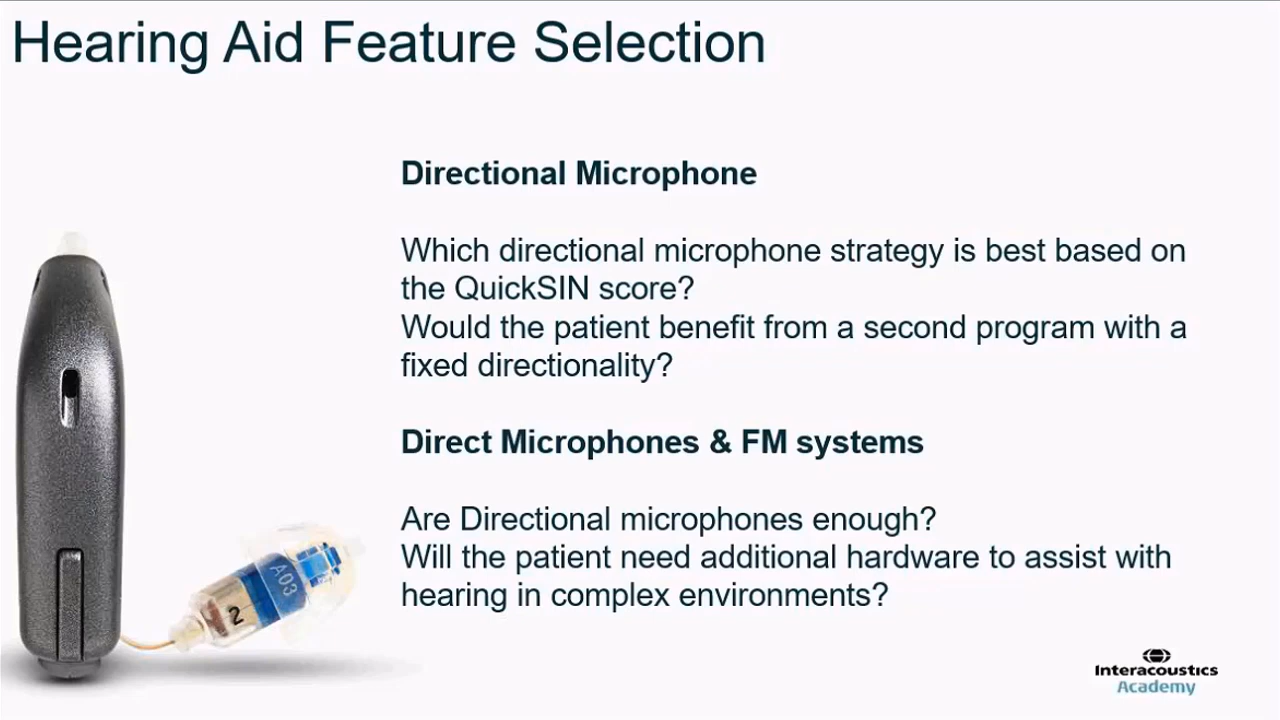 Hearing Aid Feature Selection
Directional Microphone
Which directional microphone strategy is best based on
the QuickSIN score?
Would the patient benefit from a second program with a
fixed directionality?
Direct Microphones & FM systems
Are Directional microphones enough?
Will the patient need additional hardware to assist with
hearing in complex environments?
A03
2
Interacoustics
Academy